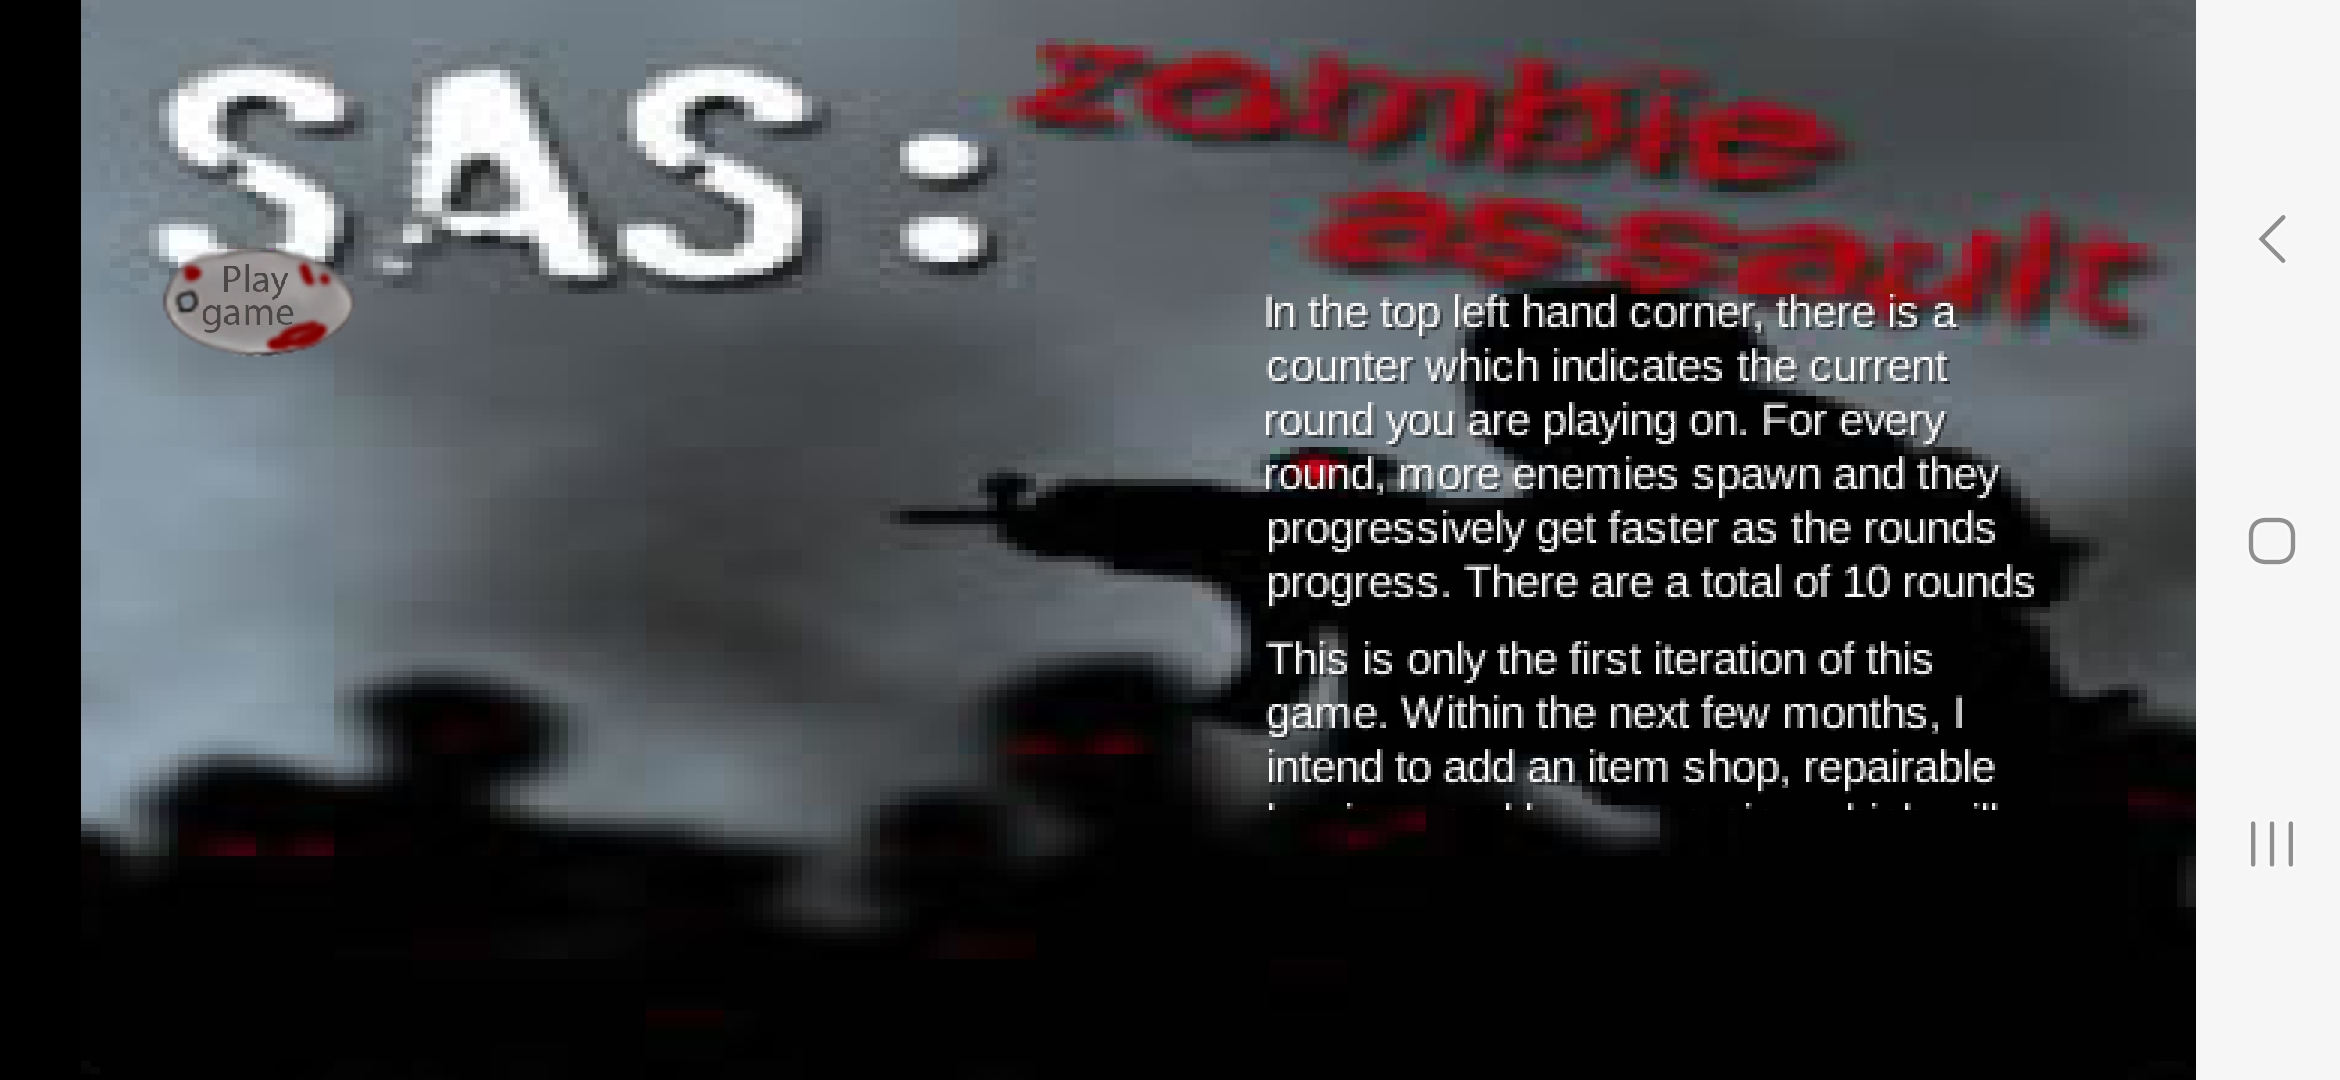 SAS: zombie
assault
Play
game
In the top left hand corner, there is a
counter which indicates the current
round you are playing on. For every
round, more enemies spawn and they
progressively get faster as the rounds
progress. There are a total of 10 rounds
This is only the first iteration of this
game. Within the next few months, I
intend to add an item shop, repairable